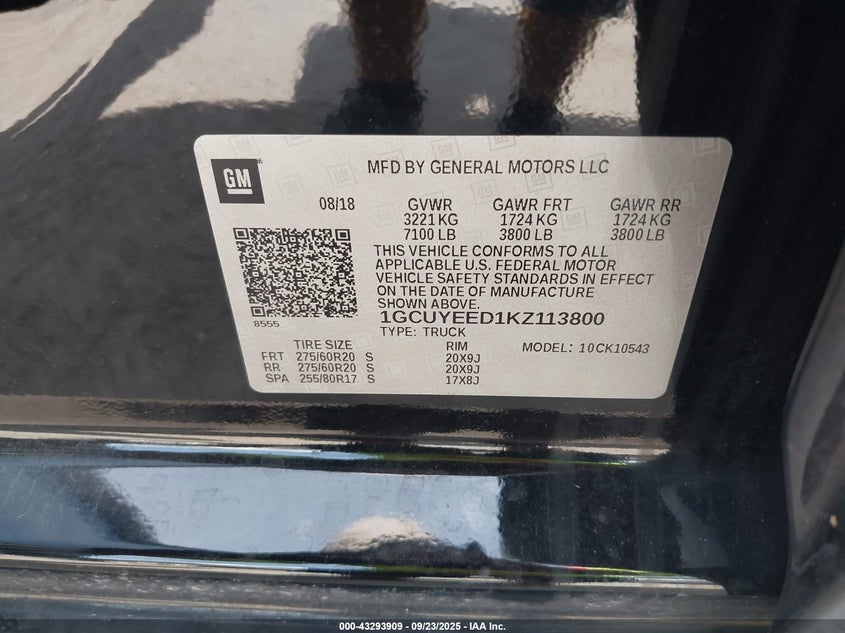 GM
MFD BY GENERAL MOTORS LLC
08/18 GVWR GAWR FRT GAWR RR
3221 KG 1724 KG 1724 KG
7100 LB 3800 LB 3800 LB
THIS VEHICLE CONFORMS TO ALL
APPLICABLE U.S. FEDERAL MOTOR
VEHICLE SAFETY STANDARDS IN EFFECT
ON THE DATE OF MANUFACTURE
SHOWN ABOVE.
8555
1GCUYEED1KZ113800
TYPE: TRUCK
TIRE SIZE RIM MODEL: 10CK10543
FRT 275/60R20 S 20X9J
RR 275/60R20 S 20X9J
SPA 255/80R17 S 17X8J
000-43293909 - 09/23/2025 - IAA Inc.